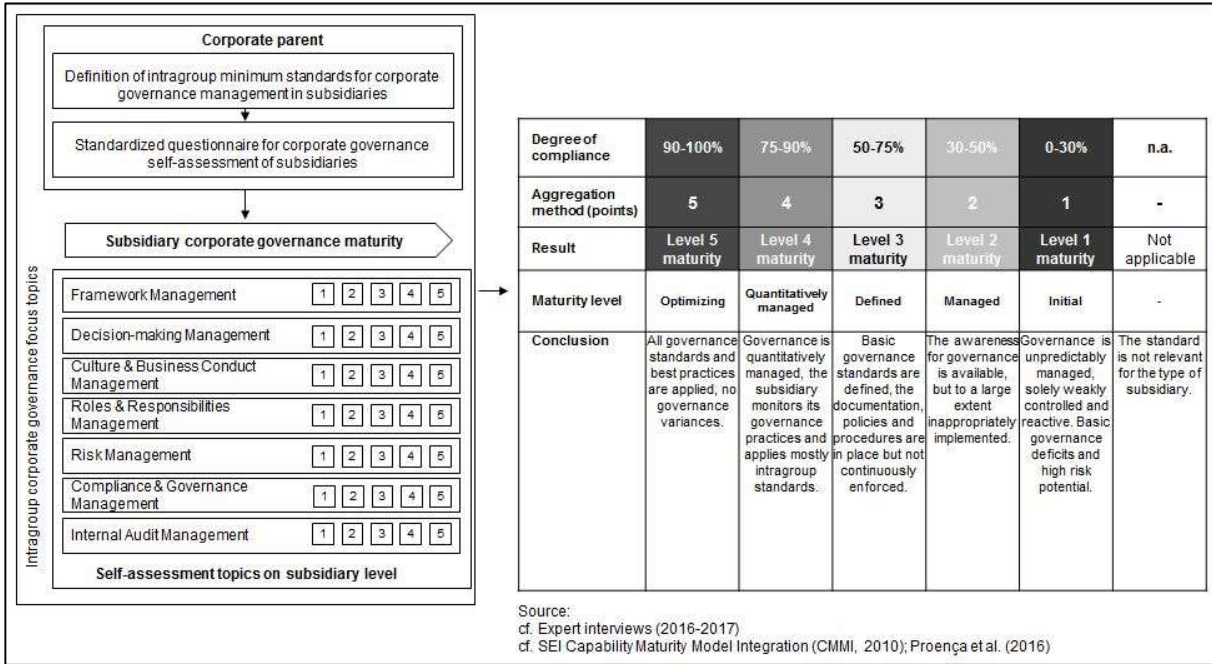 Intragroup corporate governance focus topics
Corporate parent
Definition of intragroup minimum standards for corporate
governance management in subsidiaries
Standardized questionnaire for corporate governance
self-assessment of subsidiaries
Subsidiary corporate governance maturity
Framework Management 1 2 3 4 5
Decision-making Management 1 2 3 4 5
Culture & Business Conduct
Management 1 2 3 4 5
Roles & Responsibilities
Management 1 2 3 4 5
Risk Management 1 2 3 4 5
Compliance & Governance
Management 1 2 3 4 5
Internal Audit Management 1 2 3 4 5
Self-assessment topics on subsidiary level
Degree of
compliance
90-100%
75-90%
50-75%
30-50%
0-30%
n.a.
Aggregation
method (points)
5
4
3
2
1
-
Result
Level 5
maturity
Level 4
maturity
Level 3
maturity
Level 2
maturity
Level 1
maturity
Not
applicable
Maturity level
Optimizing
Quantitatively
managed
Defined
Managed
Initial
-
Conclusion
All governance
standards and
best practices
are applied, no
governance
variances.
Governance is
quantitatively
managed, the
subsidiary
monitors its
governance
practices and
applies mostly
intragroup
standards.
Basic
governance
standards are
defined, the
documentation,
policies and
procedures are
in place but not
continuously
enforced.
The awareness
for governance
is available,
but to a large
extent
inappropriately
implemented.
Governance is
unpredictably
managed,
solely weakly
controlled and
reactive. Basic
governance
deficits and
high risk
potential.
The standard
is not relevant
for the type of
subsidiary.
Source:
cf. Expert interviews (2016-2017)
cf. SEI Capability Maturity Model Integration (CMMI, 2010); Proença et al. (2016)